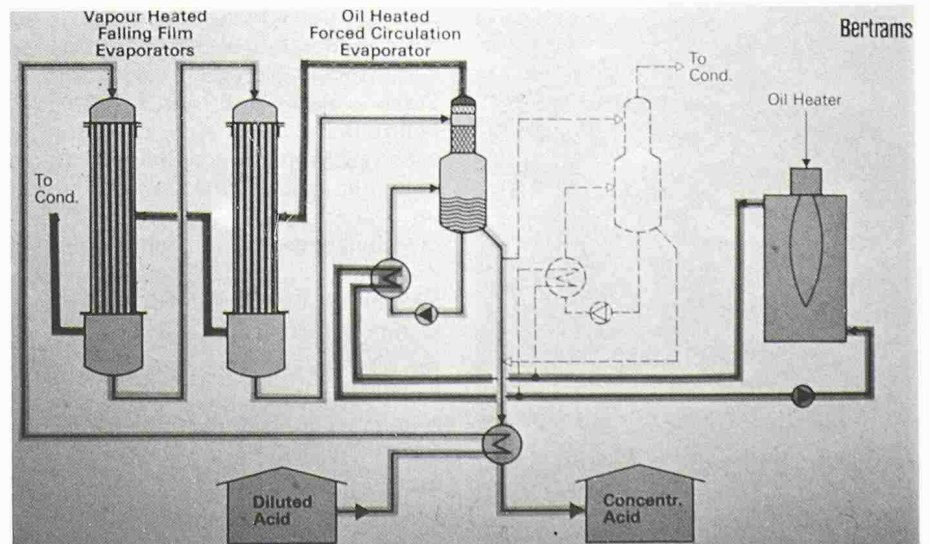 Vapour Heated
Falling Film
Evaporators
Oil Heated
Forced Circulation
Evaporator
Bertrams
To
Cond.
Oil Heater
To
Cond.
Diluted
Acid
Concentr.
Acid